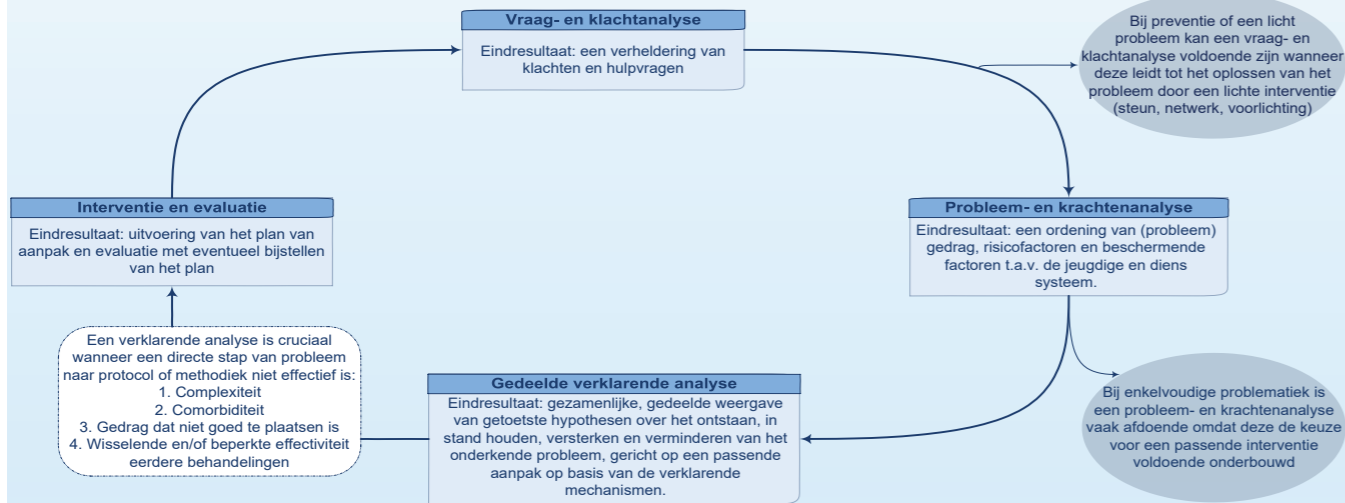 Vraag- en klachtanalyse
Eindresultaat: een verheldering van
klachten en hulpvragen
Bij preventie of een licht
probleem kan een vraag- en
klachtanalyse voldoende zijn wanneer
deze leidt tot het oplossen van het
probleem door een lichte interventie
(steun, netwerk, voorlichting)
Interventie en evaluatie
Eindresultaat: uitvoering van het plan van
aanpak en evaluatie met eventueel bijstellen
van het plan
Probleem- en krachtenanalyse
Eindresultaat: een ordening van (probleem)
gedrag, risicofactoren en beschermende
factoren t.a.v. de jeugdige en diens
systeem.
Een verklarende analyse is cruciaal
wanneer een directe stap van probleem
naar protocol of methodiek niet effectief is:
1. Complexiteit
2. Comorbiditeit
3. Gedrag dat niet goed te plaatsen is
4. Wisselende en/of beperkte effectiviteit
eerdere behandelingen
Gedeelde verklarende analyse
Eindresultaat: gezamenlijke, gedeelde weergave
van getoetste hypothesen over het ontstaan, in
stand houden, versterken en verminderen van het
onderkende probleem, gericht op een passende
aanpak op basis van de verklarende
mechanismen.
Bij enkelvoudige problematiek is
een probleem- en krachtenanalyse
vaak afdoende omdat deze de keuze
voor een passende interventie
voldoende onderbouwd